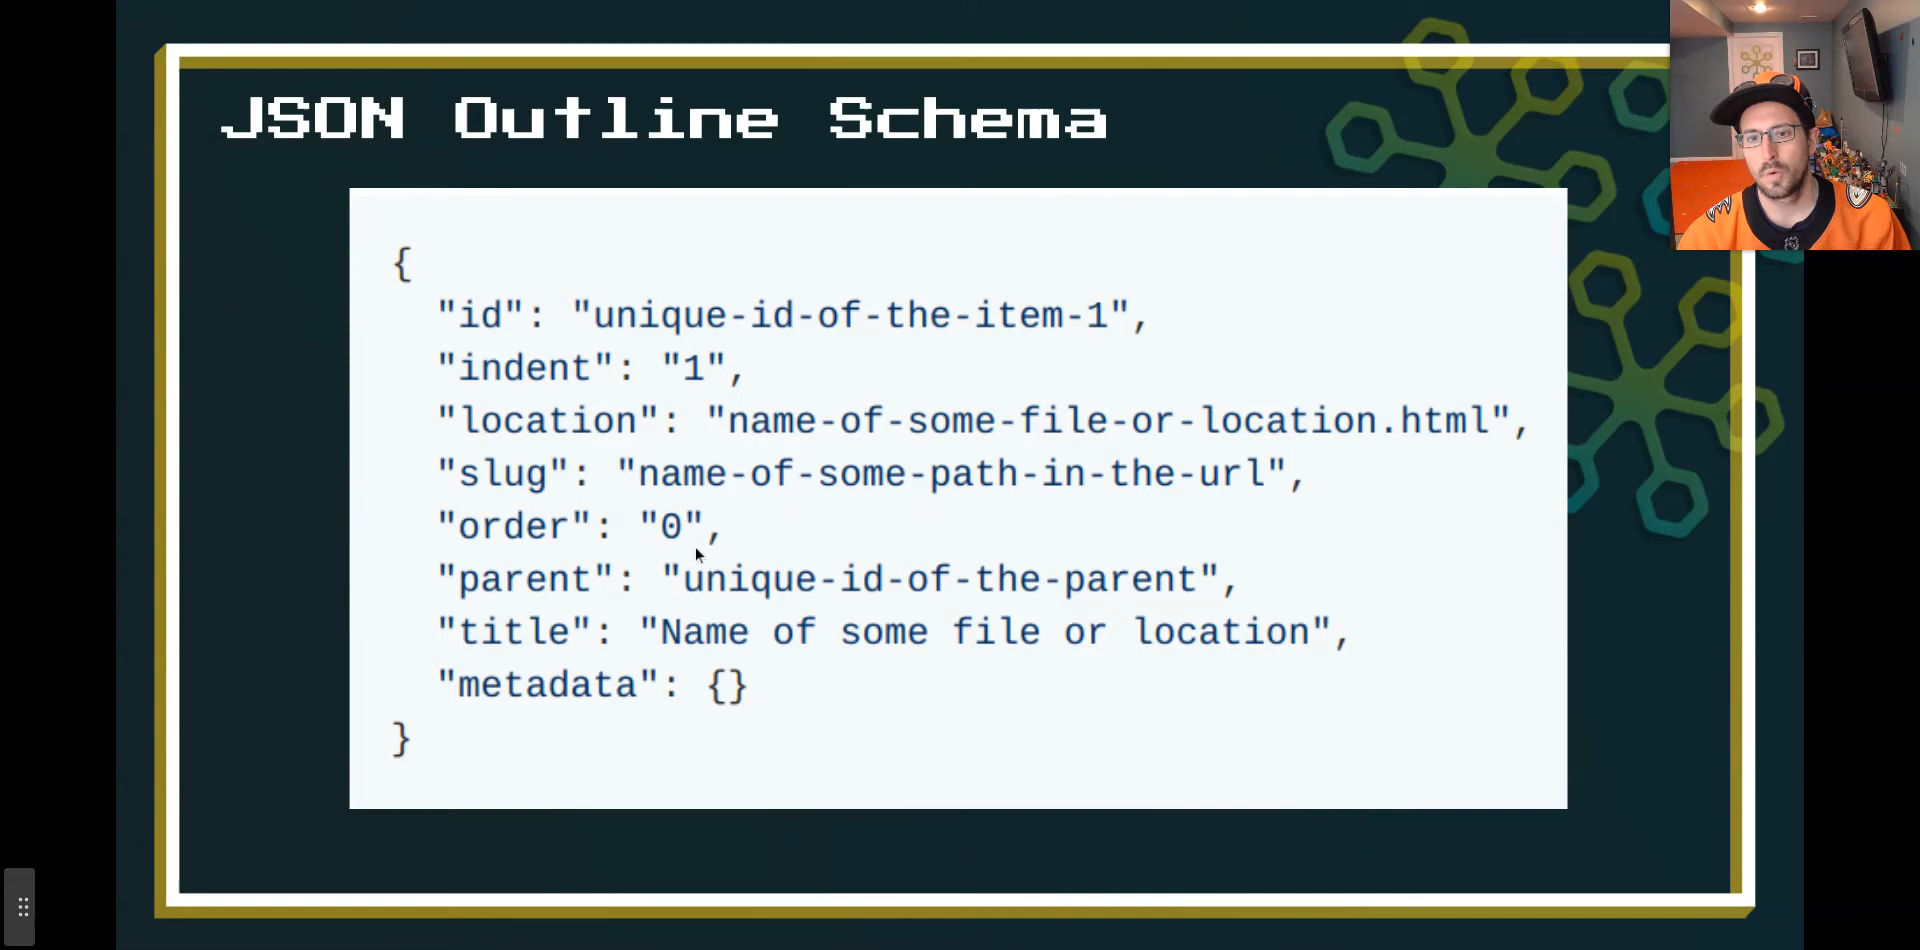 JSON Outline Schema
{
"id": "unique-id-of-the-item-1",
"indent": "1",
"location": "name-of-some-file-or-location.html",
"slug": "name-of-some-path-in-the-url",
"order": "0",
"parent": "unique-id-of-the-parent",
"title": "Name of some file or location",
"metadata": {}
}